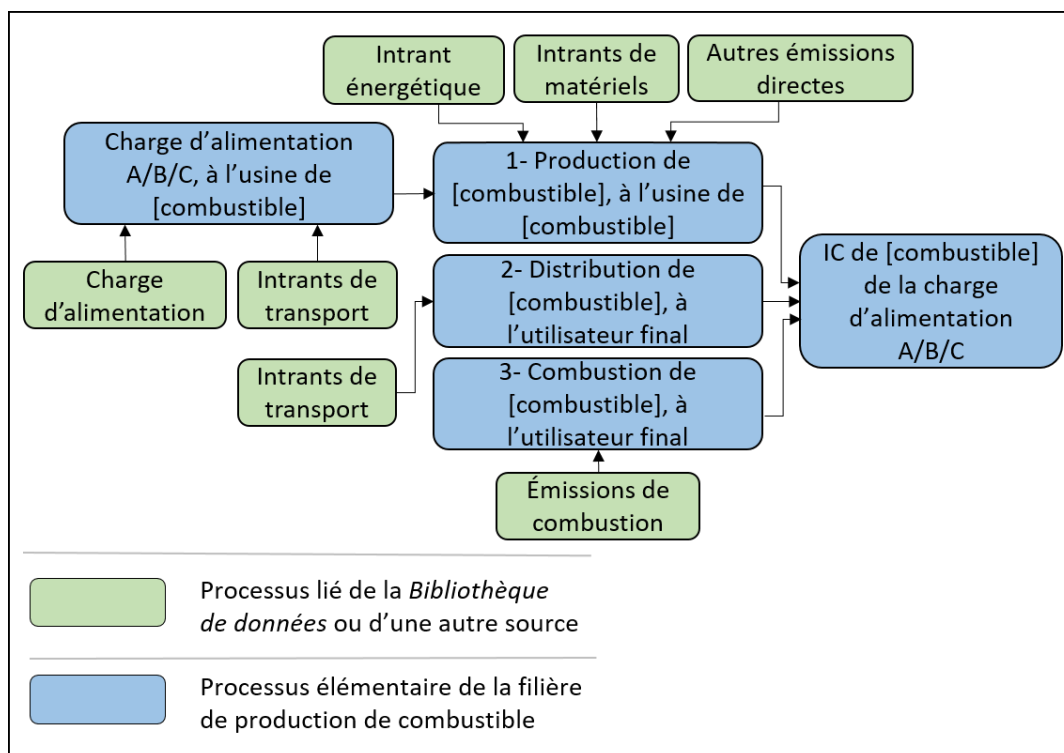 Intrant
énergétique
Intrants de
matériels
Autres émissions
directes
Charge d'alimentation
A/B/C, à l'usine de
[combustible]
1- Production de
[combustible], à l'usine de
[combustible]
Charge
d'alimentation
Intrants de
transport
2- Distribution de
[combustible], à
l'utilisateur final
IC de [combustible]
de la charge
d'alimentation
A/B/C
Intrants de
transport
3- Combustion de
[combustible], à
l'utilisateur final
Émissions de
combustion
Processus lié de la Bibliothèque
de données ou d'une autre source
Processus élémentaire de la filière
de production de combustible